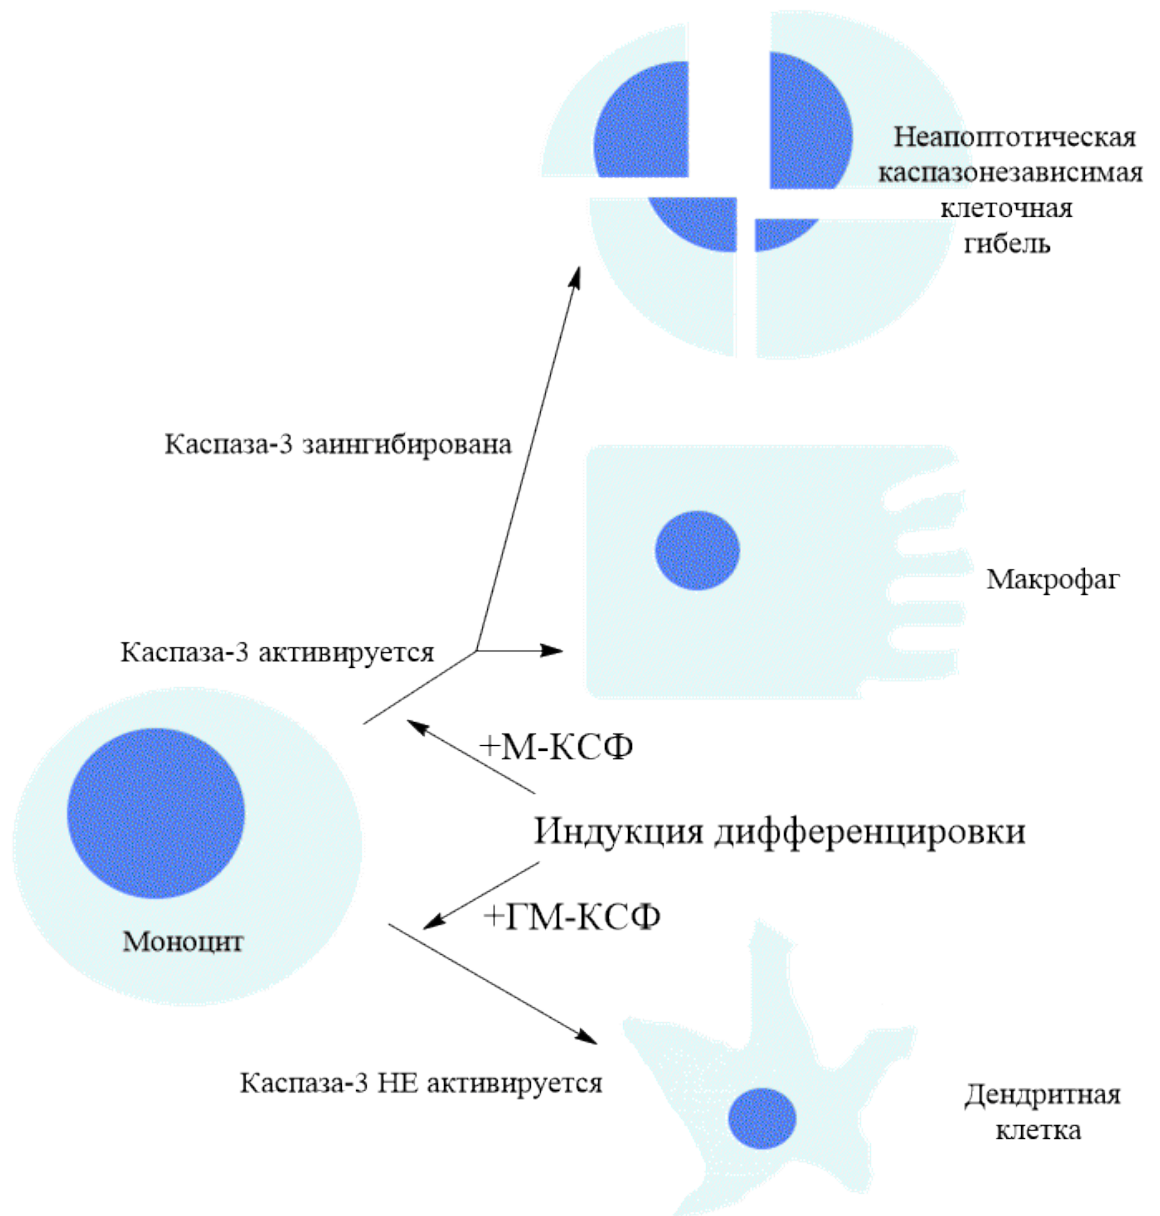 Неапоптотическая
каспазонезависимая
клеточная
гибель
Каспаза-3 заингибирована
Макрофаг
Каспаза-3 активируется
+М-КСФ
Индукция дифференцировки
+ГМ-КСФ
Моноцит
Каспаза-3 НЕ активируется
Дендритная
клетка